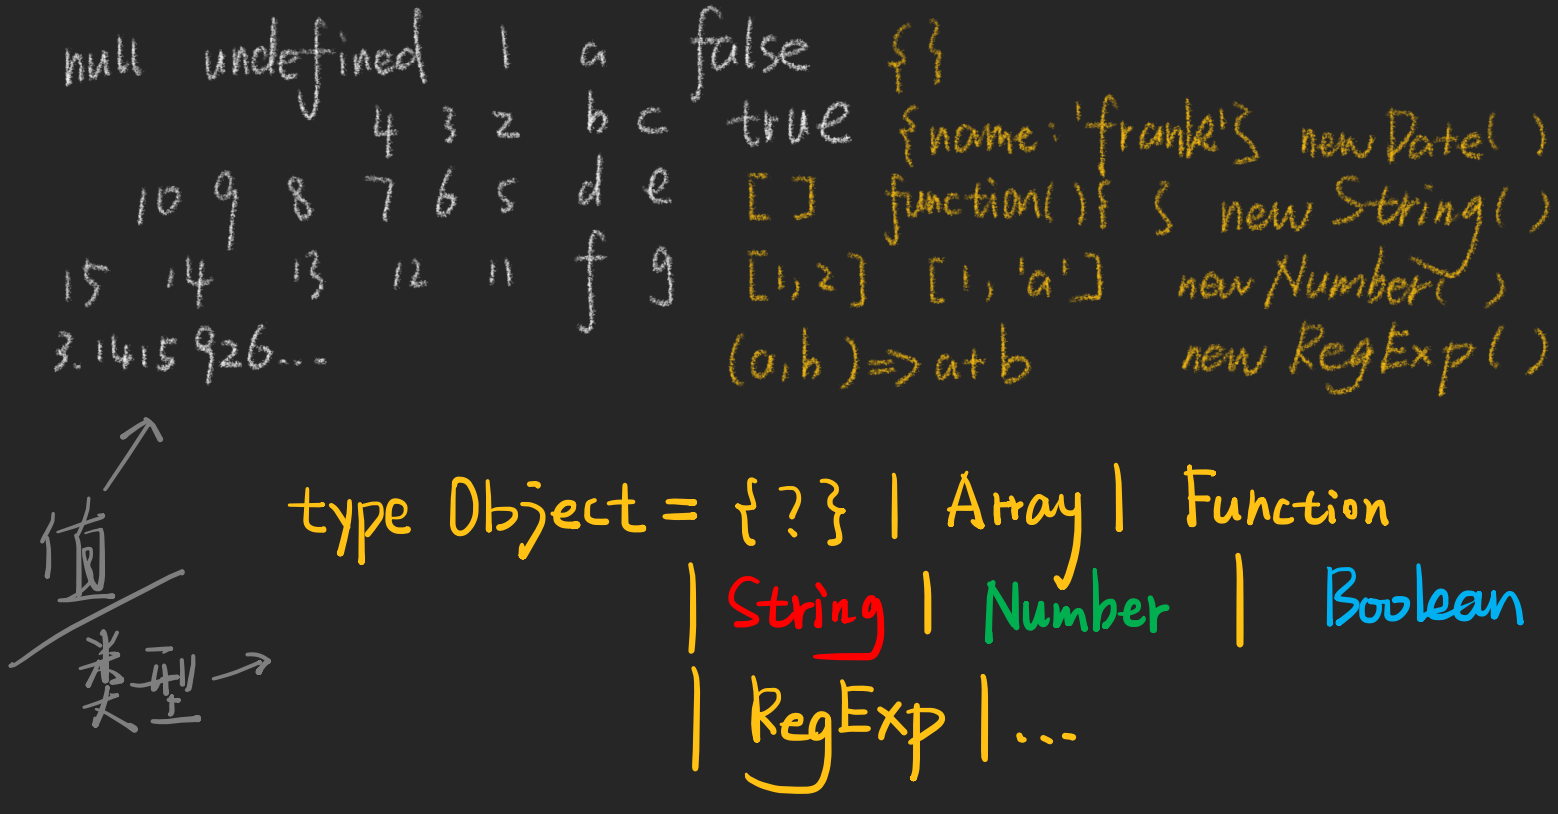 null undefined 1 a false { }
4 3 2 b c true {name:'frank'} new Date( )
10 9 8 7 6 5 d e [ ] function( ){ } new String( )
15 14 13 12 11 f g [1,2] [1,'a'] new Number( )
3.1415926... (a,b)=>a+b new RegExp( )
type Object = {?} | Array | Function
值
| String | Number | Boolean
类型
| RegExp | ...